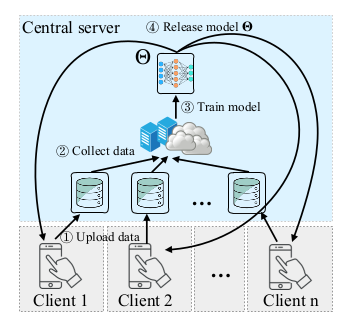 Central server
④ Release model Θ
Θ
③ Train model
② Collect data
...
① Upload data
...
Client 1
Client 2
Client n